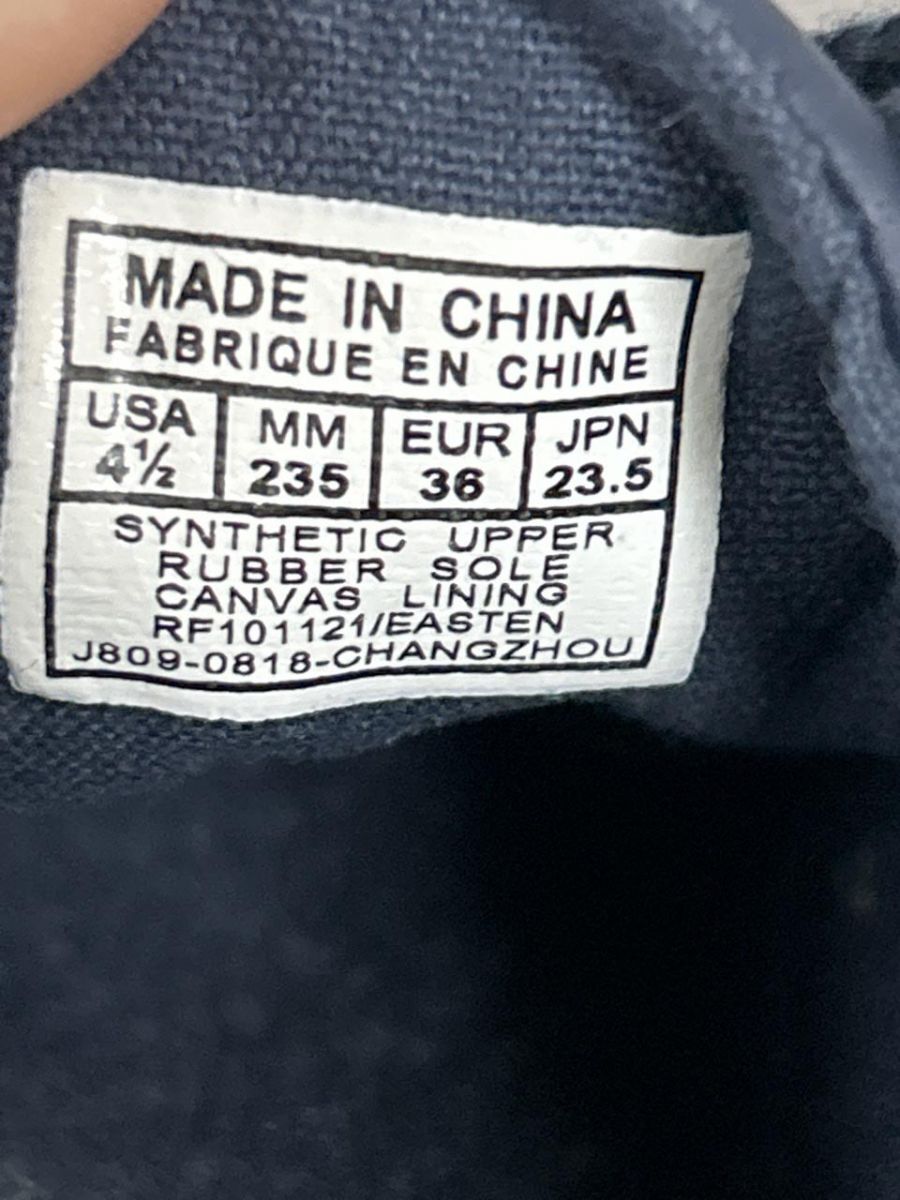 MADE IN CHINA
FABRIQUE EN CHINE
USA MM EUR JPN
4½ 235 36 23.5
SYNTHETIC UPPER
RUBBER SOLE
CANVAS LINING
RF101121/EASTEN
J809-0818-CHANGZHOU